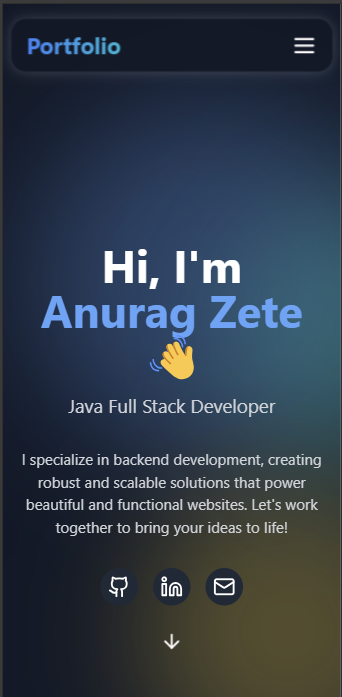 Portfolio
Hi, I'm
Anurag Zete
Java Full Stack Developer
I specialize in backend development, creating
robust and scalable solutions that power
beautiful and functional websites. Let's work
together to bring your ideas to life!